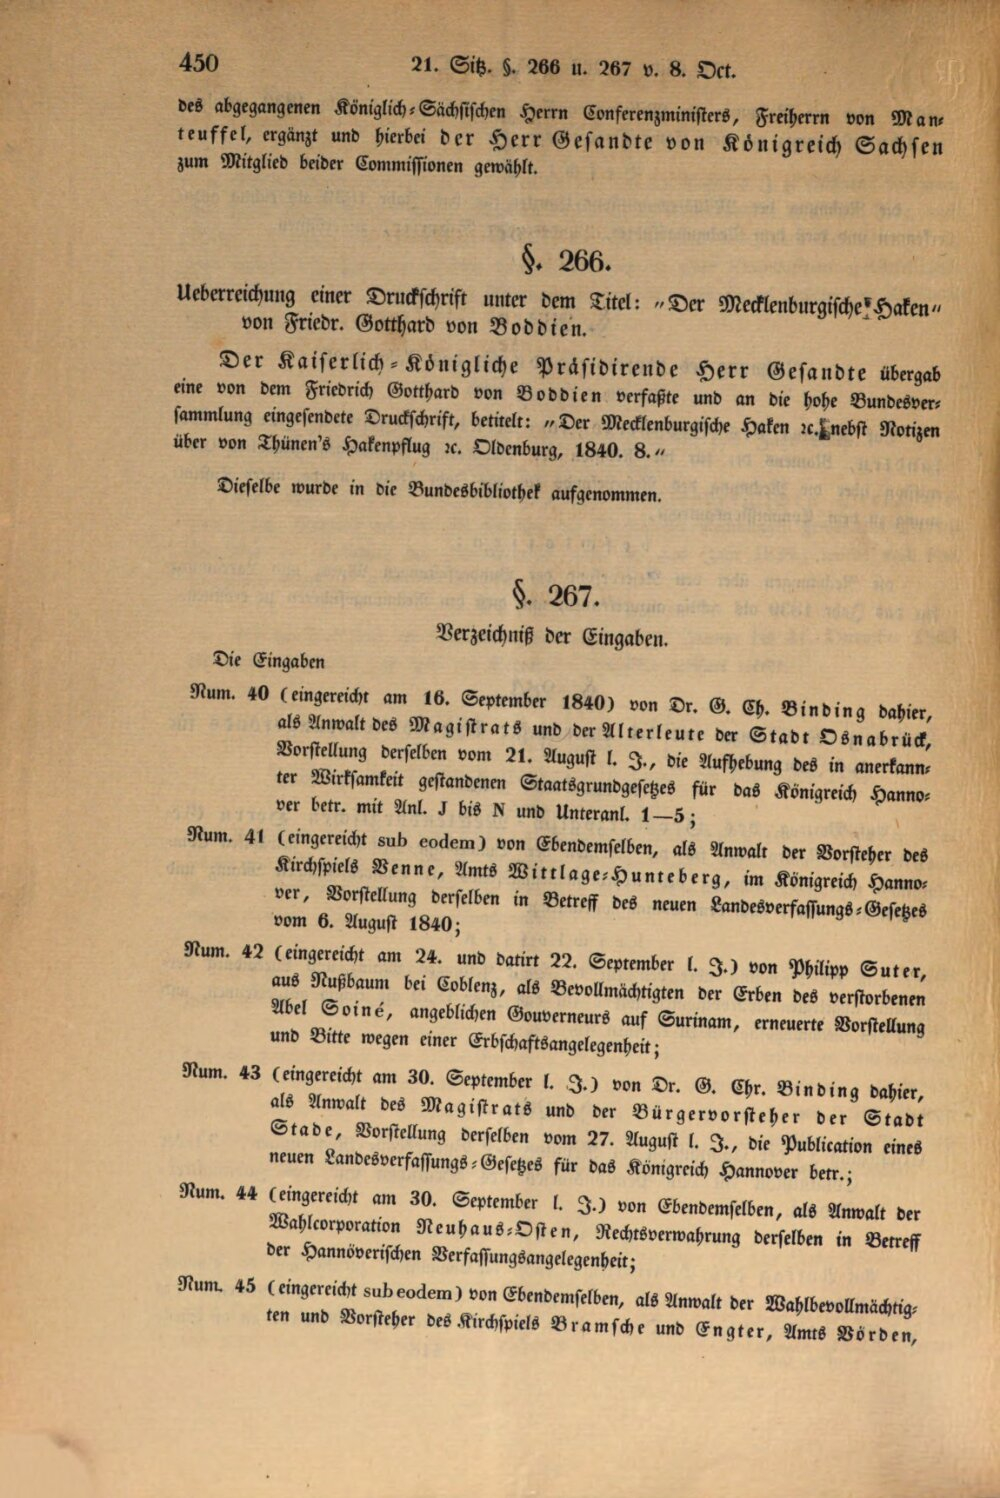 450 21. Sitz. §. 266 u. 267 v. 8. Oct.
des abgegangenen Königlich-Sächsischen Herrn Conferenzministers, Freiherrn von Man-
teuffel, ergänzt und hierbei der Herr Gesandte von Königreich Sachsen
zum Mitglied beider Commissionen gewählt.
§. 266.
Ueberreichung einer Druckschrift unter dem Titel: „Der Mecklenburgische Haken“
von Friedr. Gotthard von Boddien.
Der Kaiserlich-Königliche Präsidirende Herr Gesandte übergab
eine von dem Friedrich Gotthard von Boddien verfaßte und an die hohe Bundesver-
sammlung eingesendete Druckschrift, betitelt: „Der Mecklenburgische Haken ꝛc. nebst Notizen
über von Thünen's Hakenpflug ꝛc. Oldenburg, 1840. 8.“
Dieselbe wurde in die Bundesbibliothek aufgenommen.
§. 267.
Verzeichniß der Eingaben.
Die Eingaben
Num. 40 (eingereicht am 16. September 1840) von Dr. G. Ch. Binding dahier,
als Anwalt des Magistrats und der Alterleute der Stadt Osnabrück,
Vorstellung derselben vom 21. August l. J., die Aufhebung des in anerkann-
ter Wirksamkeit gestandenen Staatsgrundgesetzes für das Königreich Hanno-
ver betr. mit Anl. J bis N und Unteranl. 1—5;
Num. 41 (eingereicht sub eodem) von Ebendemselben, als Anwalt der Vorsteher des
Kirchspiels Venne, Amts Wittlage-Hunteberg, im Königreich Hanno-
ver, Vorstellung derselben in Betreff des neuen Landesverfassungs-Gesetzes
vom 6. August 1840;
Num. 42 (eingereicht am 24. und datirt 22. September l. J.) von Philipp Suter,
aus Nußbaum bei Coblenz, als Bevollmächtigten der Erben des verstorbenen
Abel Soiné, angeblichen Gouverneurs auf Surinam, erneuerte Vorstellung
und Bitte wegen einer Erbschaftsangelegenheit;
Num. 43 (eingereicht am 30. September l. J.) von Dr. G. Chr. Binding dahier,
als Anwalt des Magistrats und der Bürgervorsteher der Stadt
Stade, Vorstellung derselben vom 27. August l. J., die Publication eines
neuen Landesverfassungs-Gesetzes für das Königreich Hannover betr.;
Num. 44 (eingereicht am 30. September l. J.) von Ebendemselben, als Anwalt der
Wahlcorporation Neuhaus-Osten, Rechtsverwahrung derselben in Betreff
der Hannöverischen Verfassungsangelegenheit;
Num. 45 (eingereicht sub eodem) von Ebendemselben, als Anwalt der Wahlbevollmächtig-
ten und Vorsteher des Kirchspiels Bramsche und Engter, Amts Vörden,